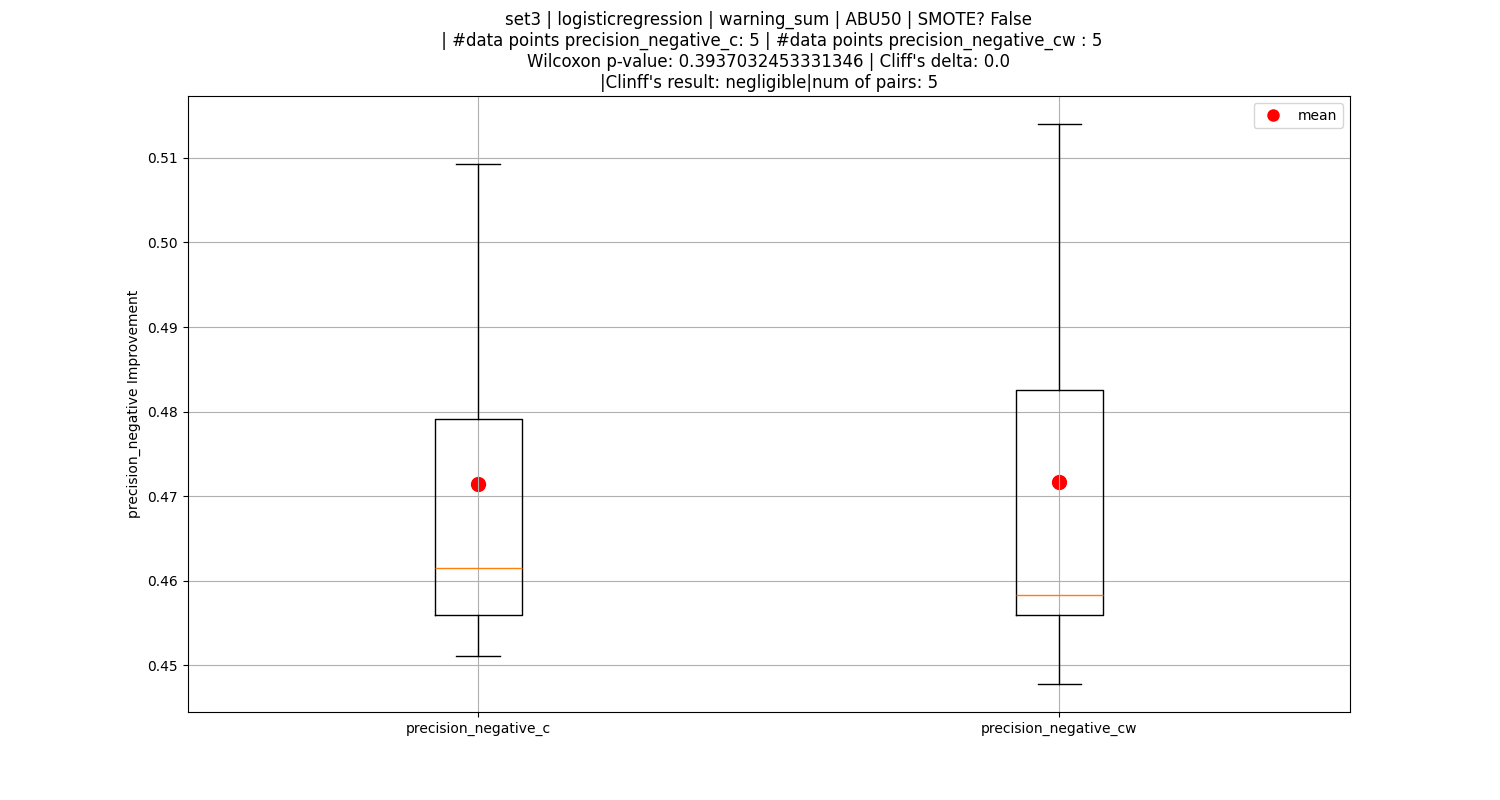 set3 | logisticregression | warning_sum | ABU50 | SMOTE? False
| #data points precision_negative_c: 5 | #data points precision_negative_cw : 5
Wilcoxon p-value: 0.3937032453331346 | Cliff's delta: 0.0
|Clinff's result: negligible|num of pairs: 5
mean
0.51
0.50
0.49
0.48
0.47
0.46
0.45
precision_negative Improvement
precision_negative_c
precision_negative_cw